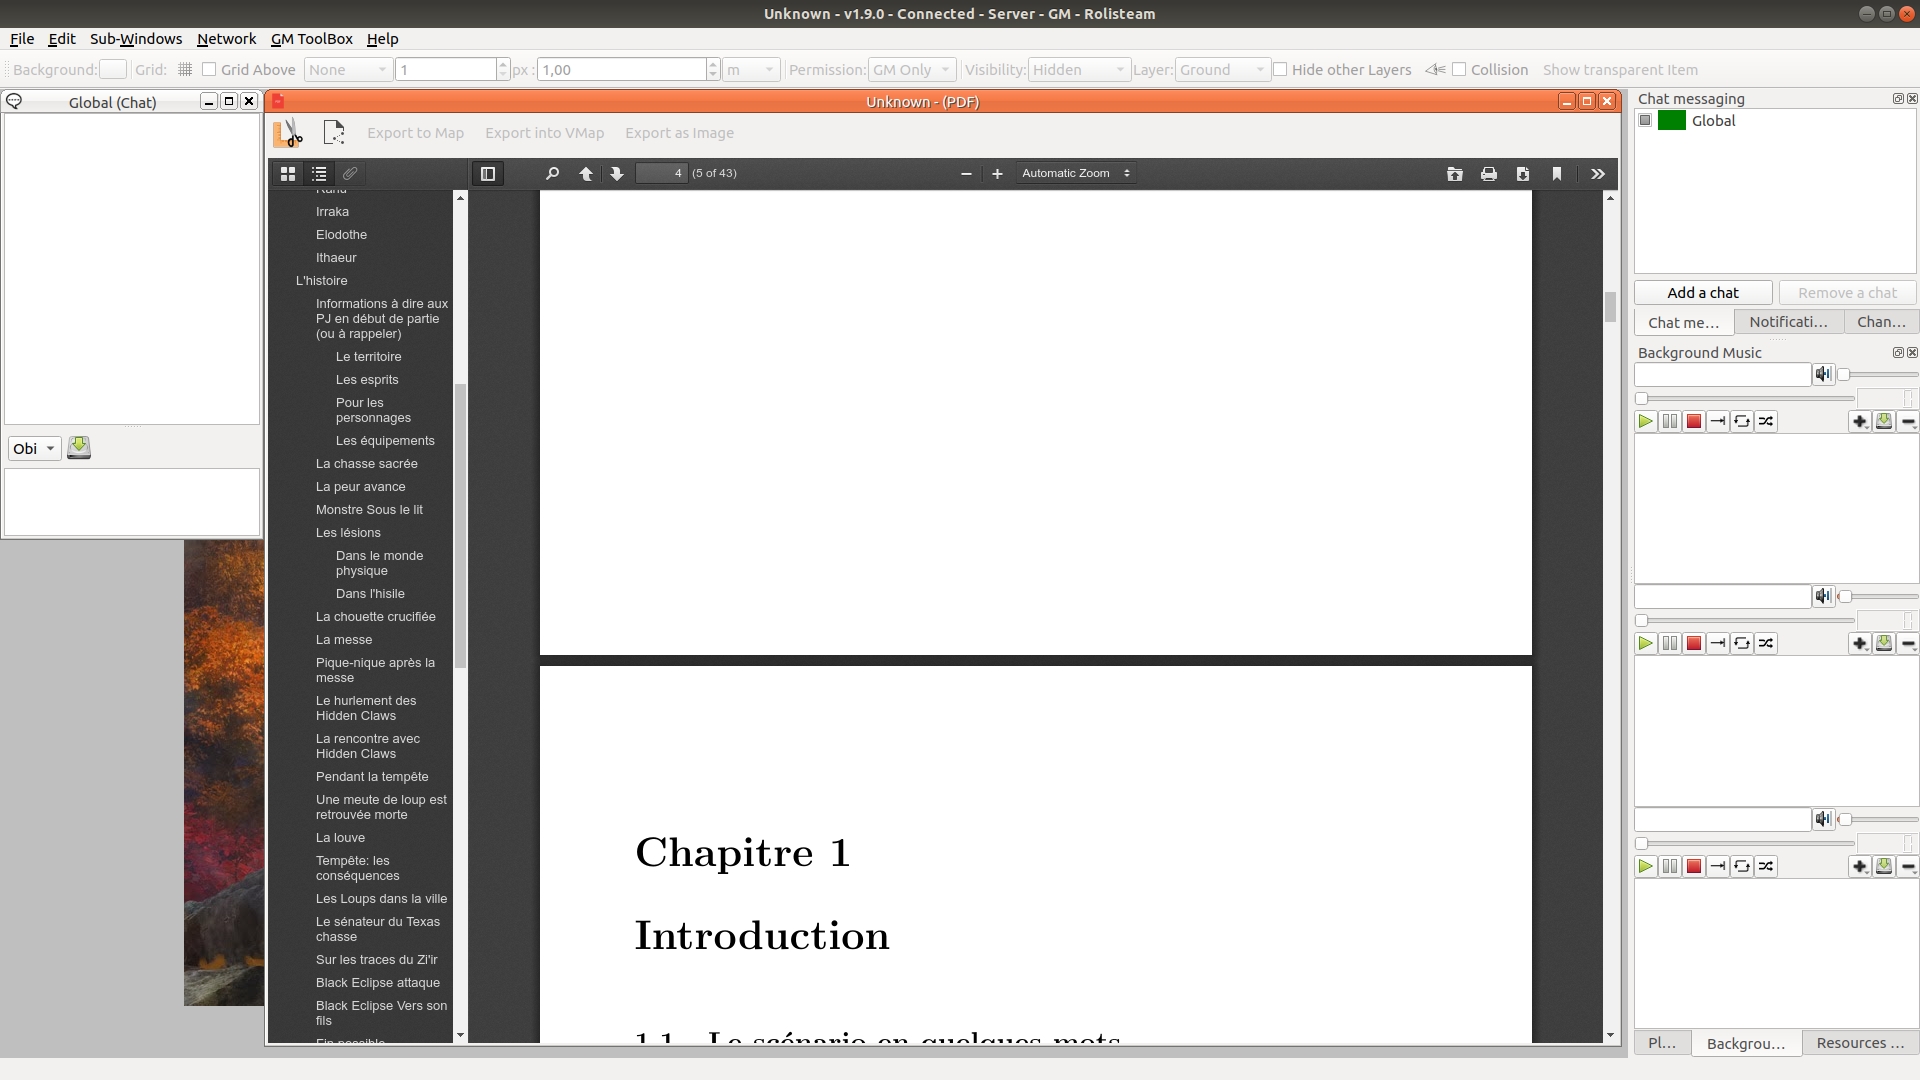 Unknown - v1.9.0 - Connected - Server - GM - Rolisteam
File Edit Sub-Windows Network GM ToolBox Help
Background: Grid: Grid Above None 1 px : 1,00 m Permission: GM Only Visibility: Hidden Layer: Ground Hide other Layers Collision Show transparent Item
Global (Chat)
Obi
Unknown - (PDF)
Export to Map Export into VMap Export as Image
4 (5 of 43) Automatic Zoom
Irraka
Elodothe
Ithaeur
L'histoire
Informations à dire aux
PJ en début de partie
(ou à rappeler)
Le territoire
Les esprits
Pour les
personnages
Les équipements
La chasse sacrée
La peur avance
Monstre Sous le lit
Les lésions
Dans le monde
physique
Dans l'hisile
La chouette crucifiée
La messe
Pique-nique après la
messe
Le hurlement des
Hidden Claws
La rencontre avec
Hidden Claws
Pendant la tempête
Une meute de loup est
retrouvée morte
La louve
Tempête: les
conséquences
Les Loups dans la ville
Le sénateur du Texas
chasse
Sur les traces du Zi'ir
Black Eclipse attaque
Black Eclipse Vers son
fils
Chapitre 1
Introduction
1.1 Le scénario en quelques mots
Chat messaging
Global
Add a chat Remove a chat
Chat me... Notificati... Chan...
Background Music
Pl... Backgrou... Resources ...